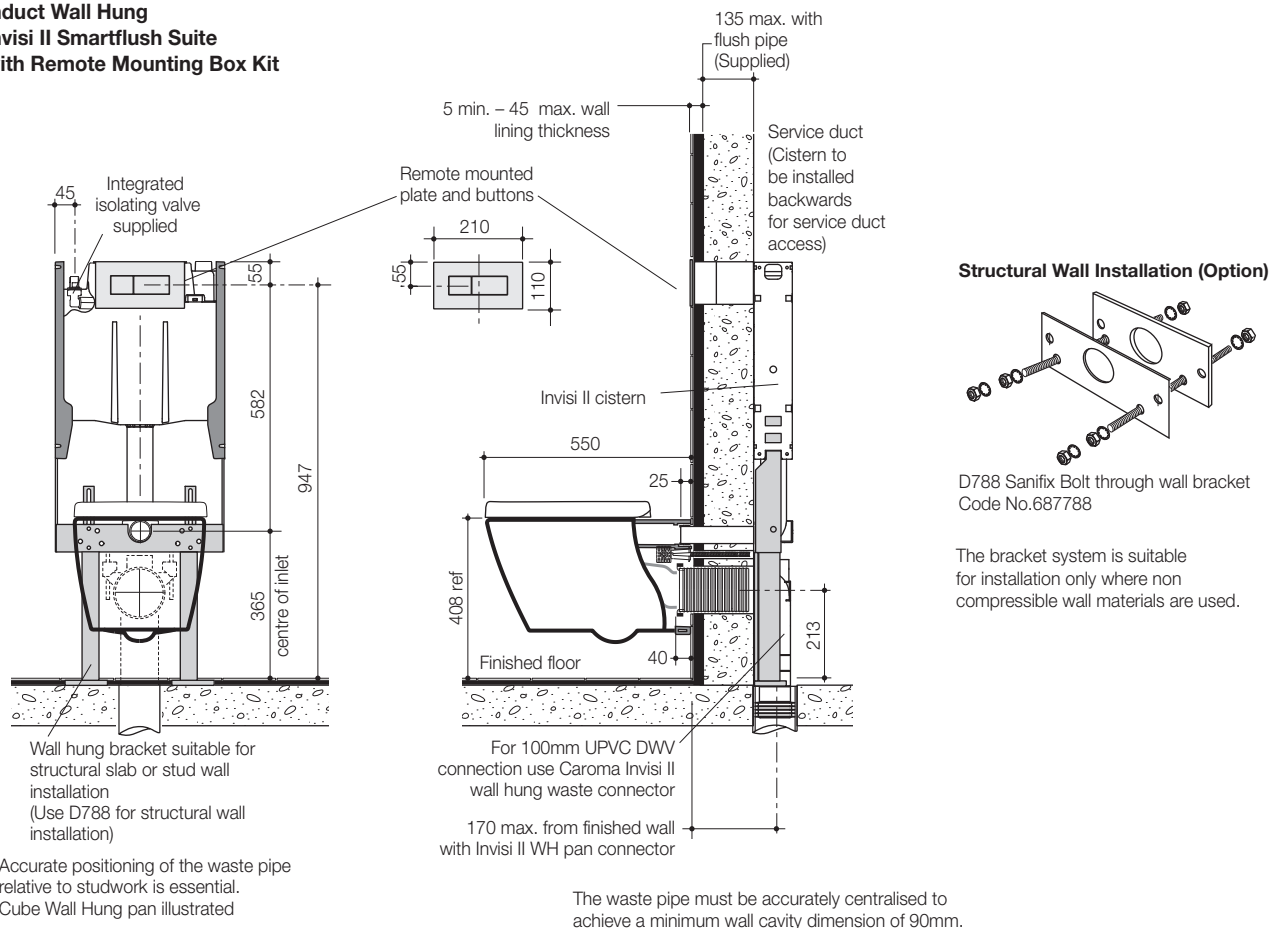 nduct Wall Hung
nvisi II Smartflush Suite
ith Remote Mounting Box Kit
135 max. with
flush pipe
(Supplied)
5 min. – 45 max. wall
lining thickness
Service duct
(Cistern to
be installed
backwards
for service duct
access)
Integrated
isolating valve
supplied
45
Remote mounted
plate and buttons
210
55
110
55
582
947
365
centre of inlet
Invisi II cistern
550
25
408 ref
40
213
Finished floor
Structural Wall Installation (Option)
D788 Sanifix Bolt through wall bracket
Code No.687788
The bracket system is suitable
for installation only where non
compressible wall materials are used.
Wall hung bracket suitable for
structural slab or stud wall
installation
(Use D788 for structural wall
installation)
Accurate positioning of the waste pipe
relative to studwork is essential.
Cube Wall Hung pan illustrated
For 100mm UPVC DWV
connection use Caroma Invisi II
wall hung waste connector
170 max. from finished wall
with Invisi II WH pan connector
The waste pipe must be accurately centralised to
achieve a minimum wall cavity dimension of 90mm.